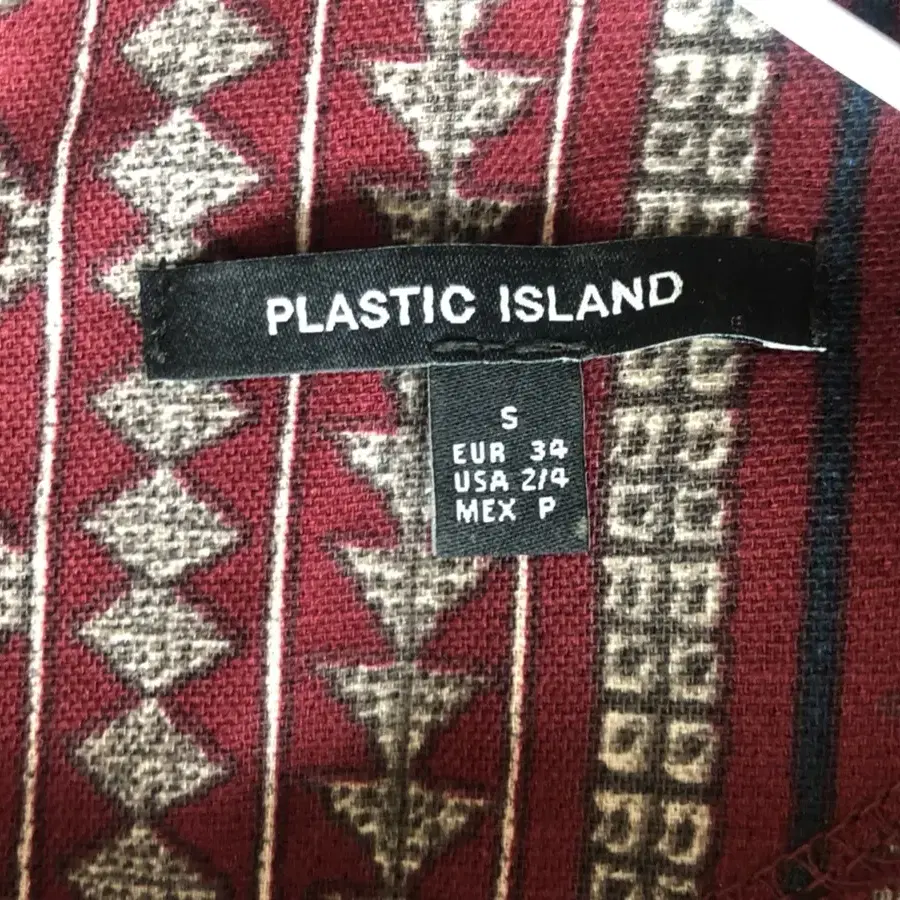 PLASTIC ISLAND
S
EUR 34
USA 2/4
MEX P